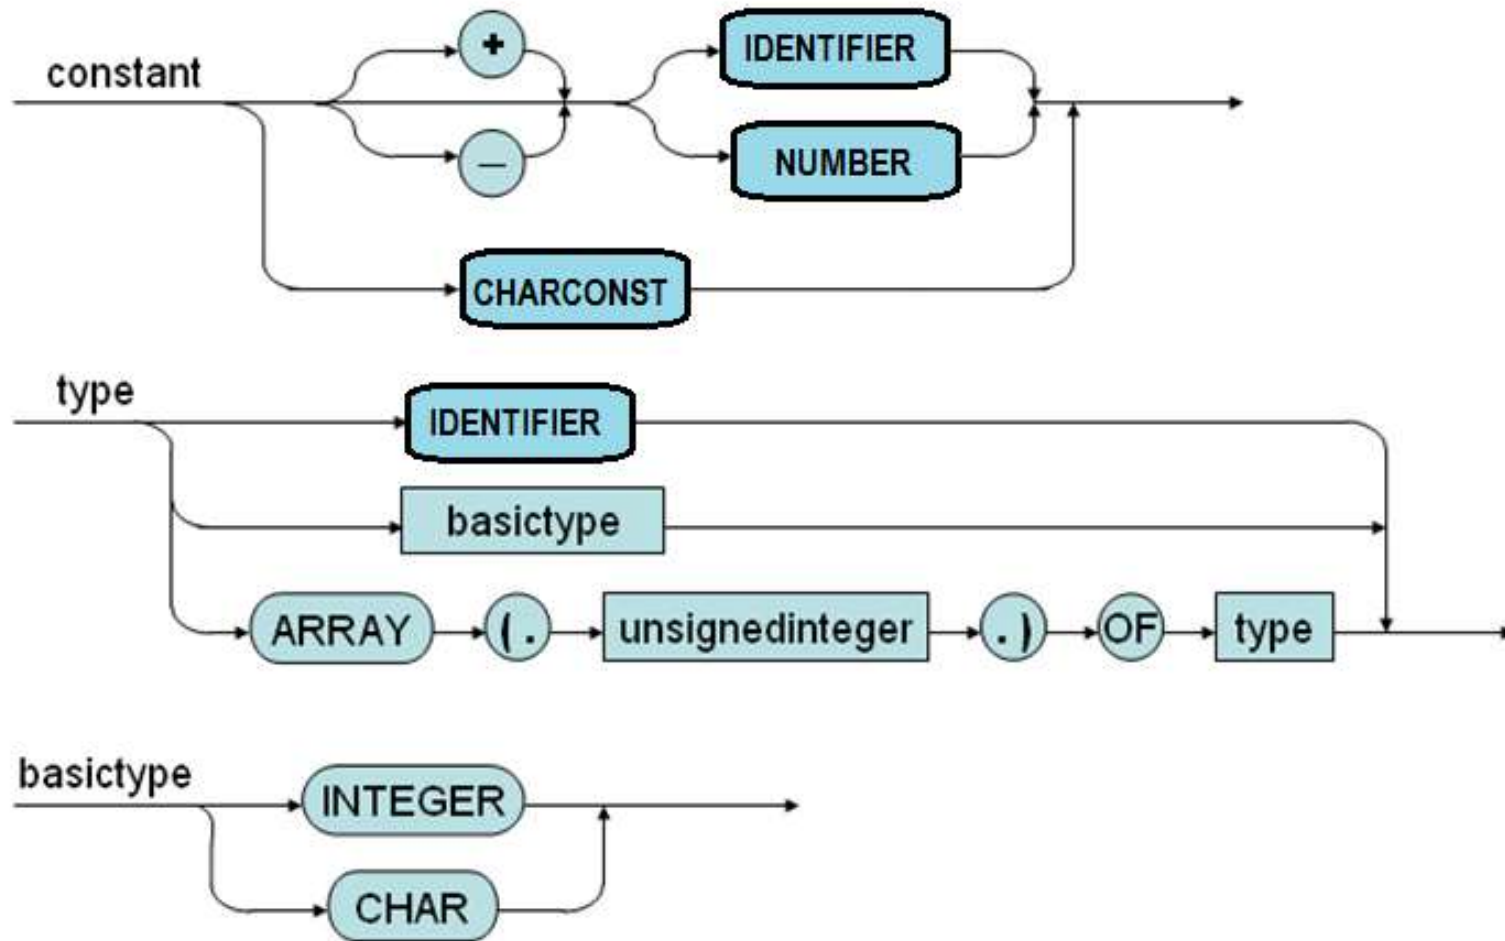 constant
+
IDENTIFIER
–
NUMBER
CHARCONST
type
IDENTIFIER
basictype
ARRAY (. unsignedinteger .) OF type
basictype
INTEGER
CHAR